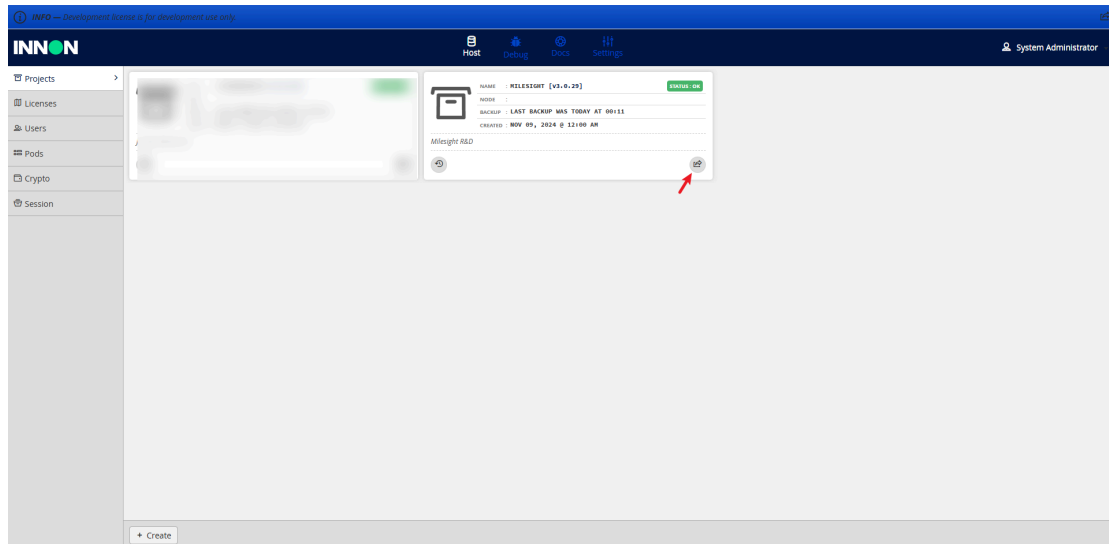 INFO — Development license is for development use only.
INNON
Host
Debug
Docs
Settings
System Administrator
Projects
Licenses
Users
Pods
Crypto
Session
NAME : MILESIGHT [v3.0.29]
STATUS: OK
NODE :
BACKUP : LAST BACKUP WAS TODAY AT 00:11
CREATED : NOV 09, 2024 @ 12:00 AM
Milesight R&D
+ Create